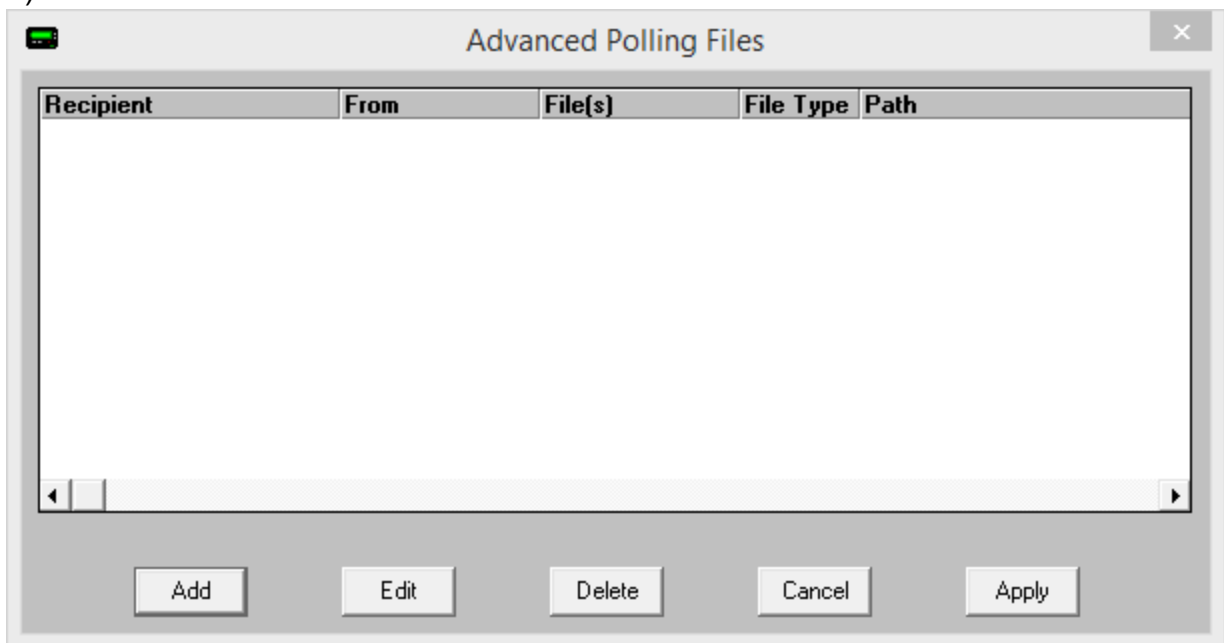 )
Advanced Polling Files
Recipient From File(s) File Type Path
Add Edit Delete Cancel Apply